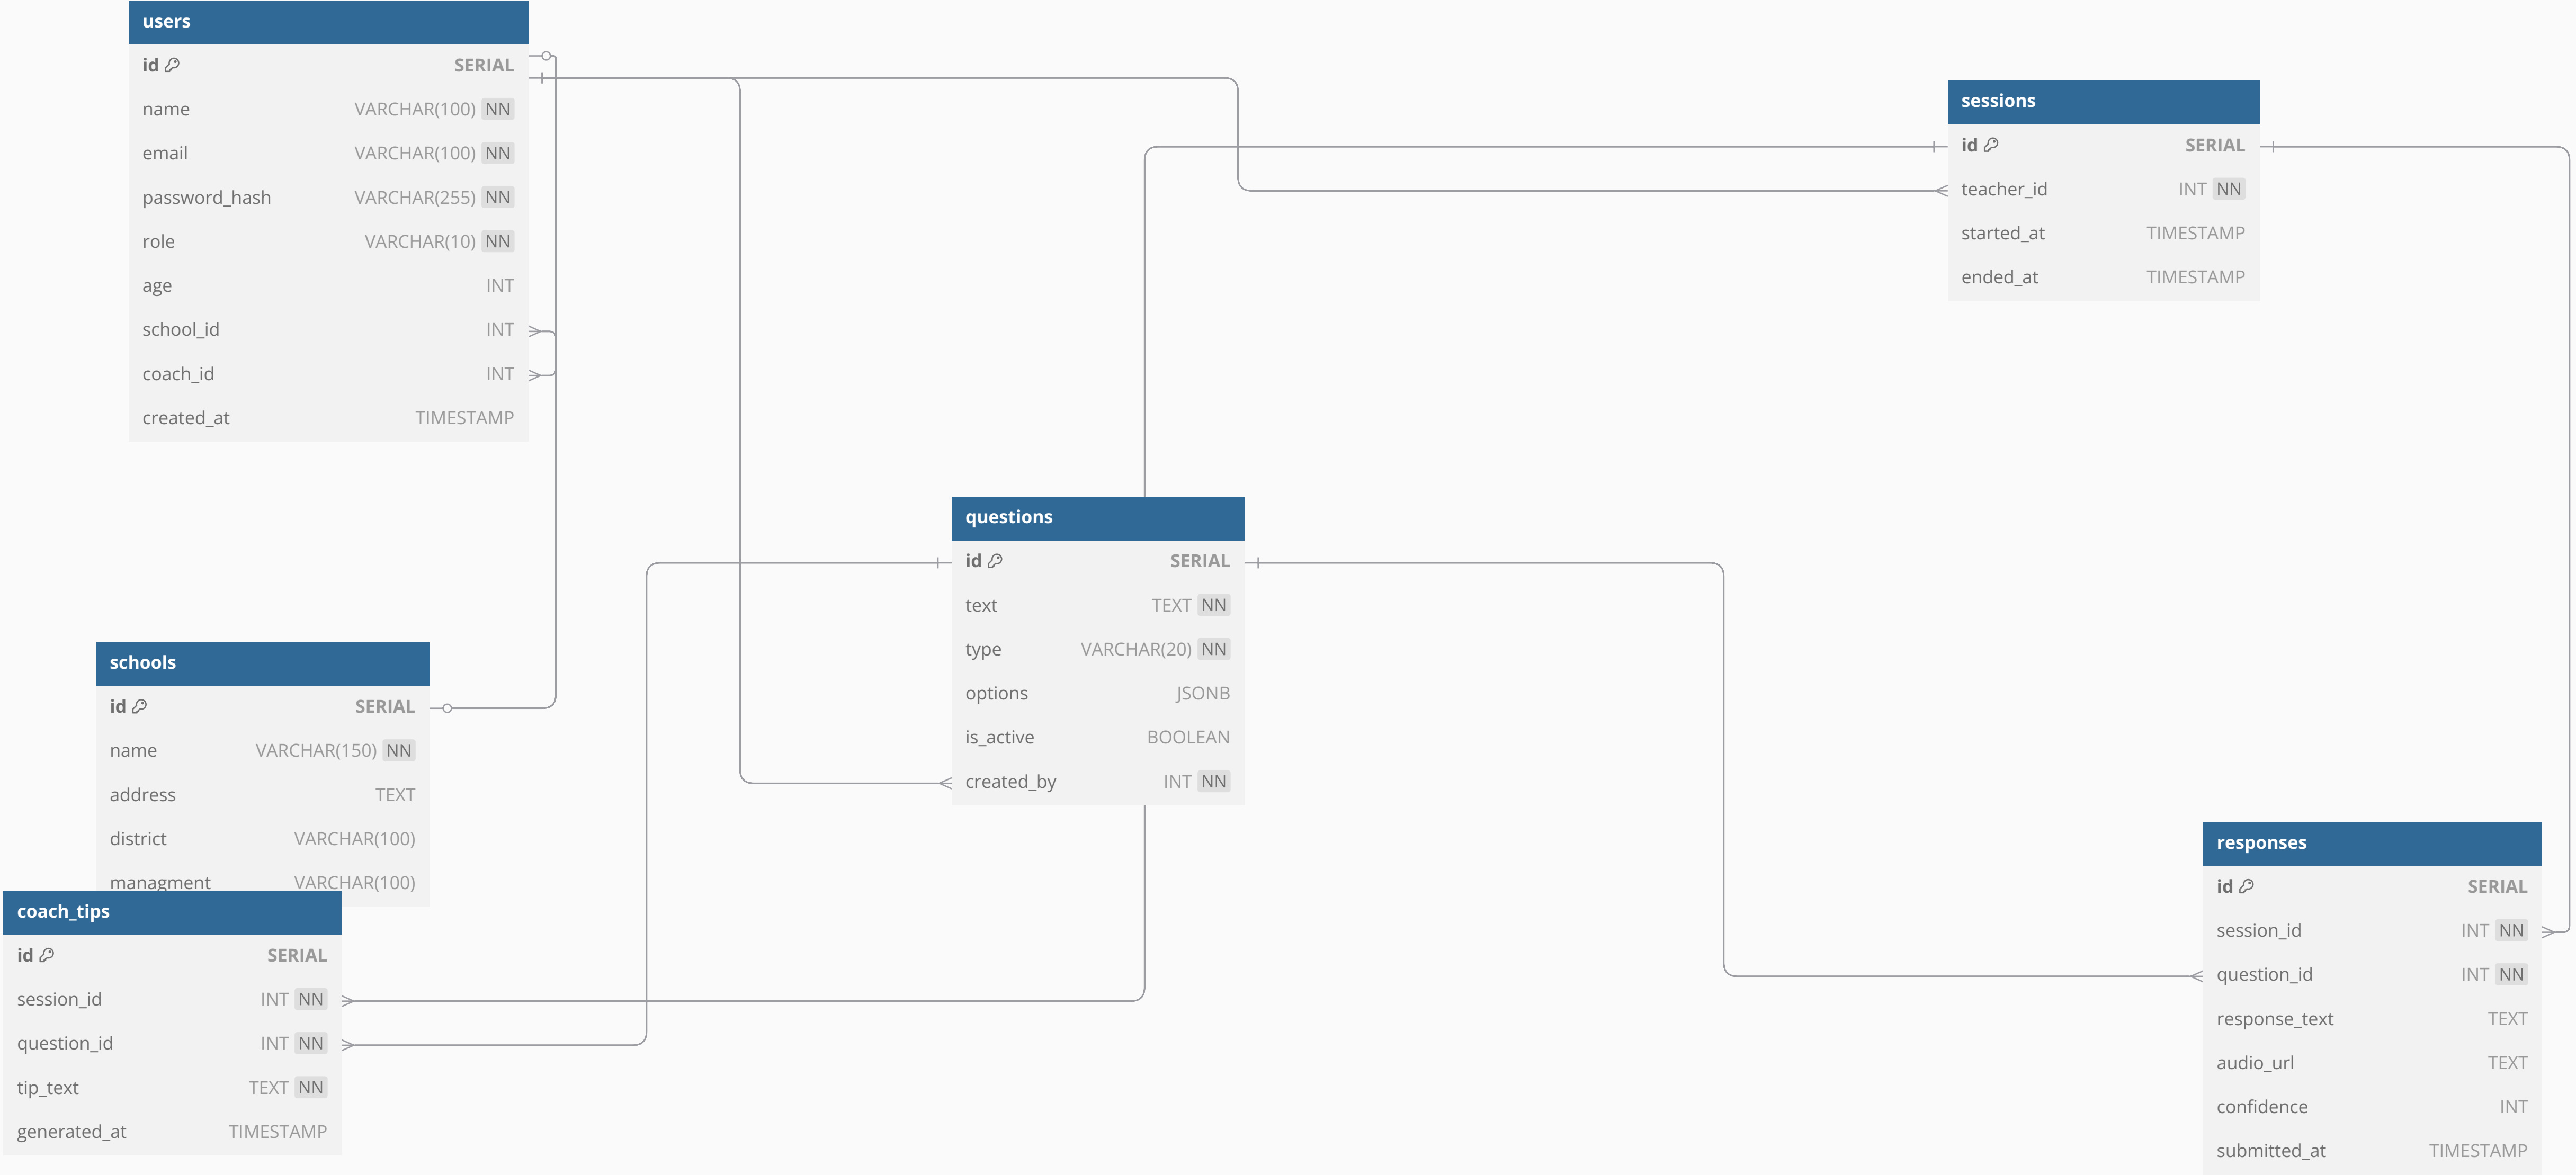 users
id SERIAL
name VARCHAR(100) NN
email VARCHAR(100) NN
password_hash VARCHAR(255) NN
role VARCHAR(10) NN
age INT
school_id INT
coach_id INT
created_at TIMESTAMP
sessions
id SERIAL
teacher_id INT NN
started_at TIMESTAMP
ended_at TIMESTAMP
questions
id SERIAL
text TEXT NN
type VARCHAR(20) NN
options JSONB
is_active BOOLEAN
created_by INT NN
schools
id SERIAL
name VARCHAR(150) NN
address TEXT
district VARCHAR(100)
managment VARCHAR(100)
coach_tips
id SERIAL
session_id INT NN
question_id INT NN
tip_text TEXT NN
generated_at TIMESTAMP
responses
id SERIAL
session_id INT NN
question_id INT NN
response_text TEXT
audio_url TEXT
confidence INT
submitted_at TIMESTAMP